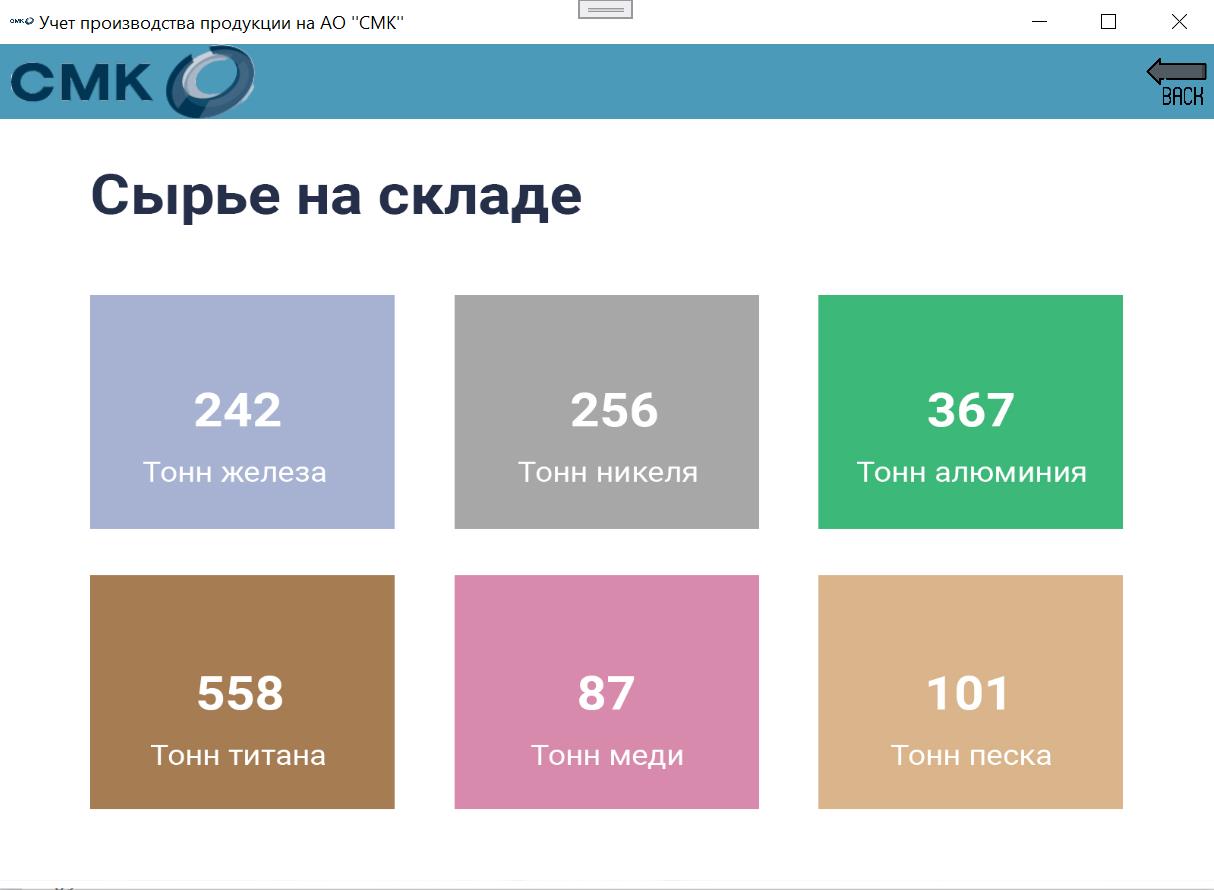 СМК Учет производства продукции на АО "СМК"
СМК
BACK
Сырье на складе
242
Тонн железа
256
Тонн никеля
367
Тонн алюминия
558
Тонн титана
87
Тонн меди
101
Тонн песка